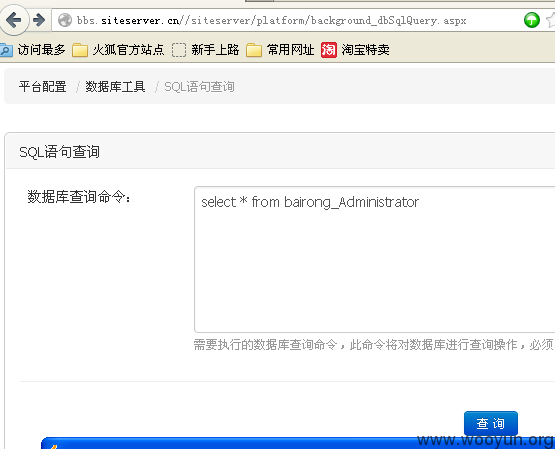 bbs.siteserver.cn//siteserver/platform/background_dbSqlQuery.aspx
访问最多 火狐官方站点 新手上路 常用网址 淘 淘宝特卖
平台配置 / 数据库工具 / SQL语句查询
SQL语句查询
数据库查询命令：
select * from bairong_Administrator
需要执行的数据库查询命令，此命令将对数据库进行查询操作，必须
查 询
www.wooyun.org